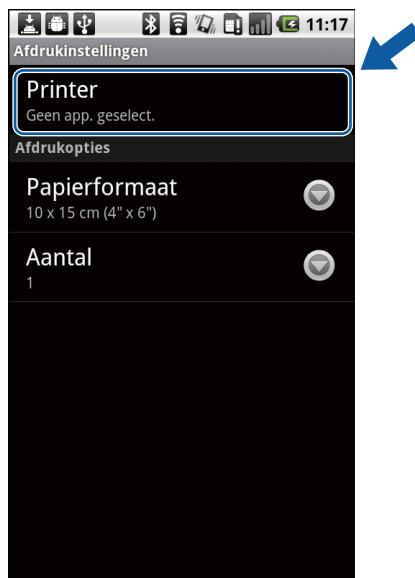 11:17
Afdrukinstellingen
Printer
Geen app. geselect.
Afdrukopties
Papierformaat
10 x 15 cm (4" x 6")
Aantal
1